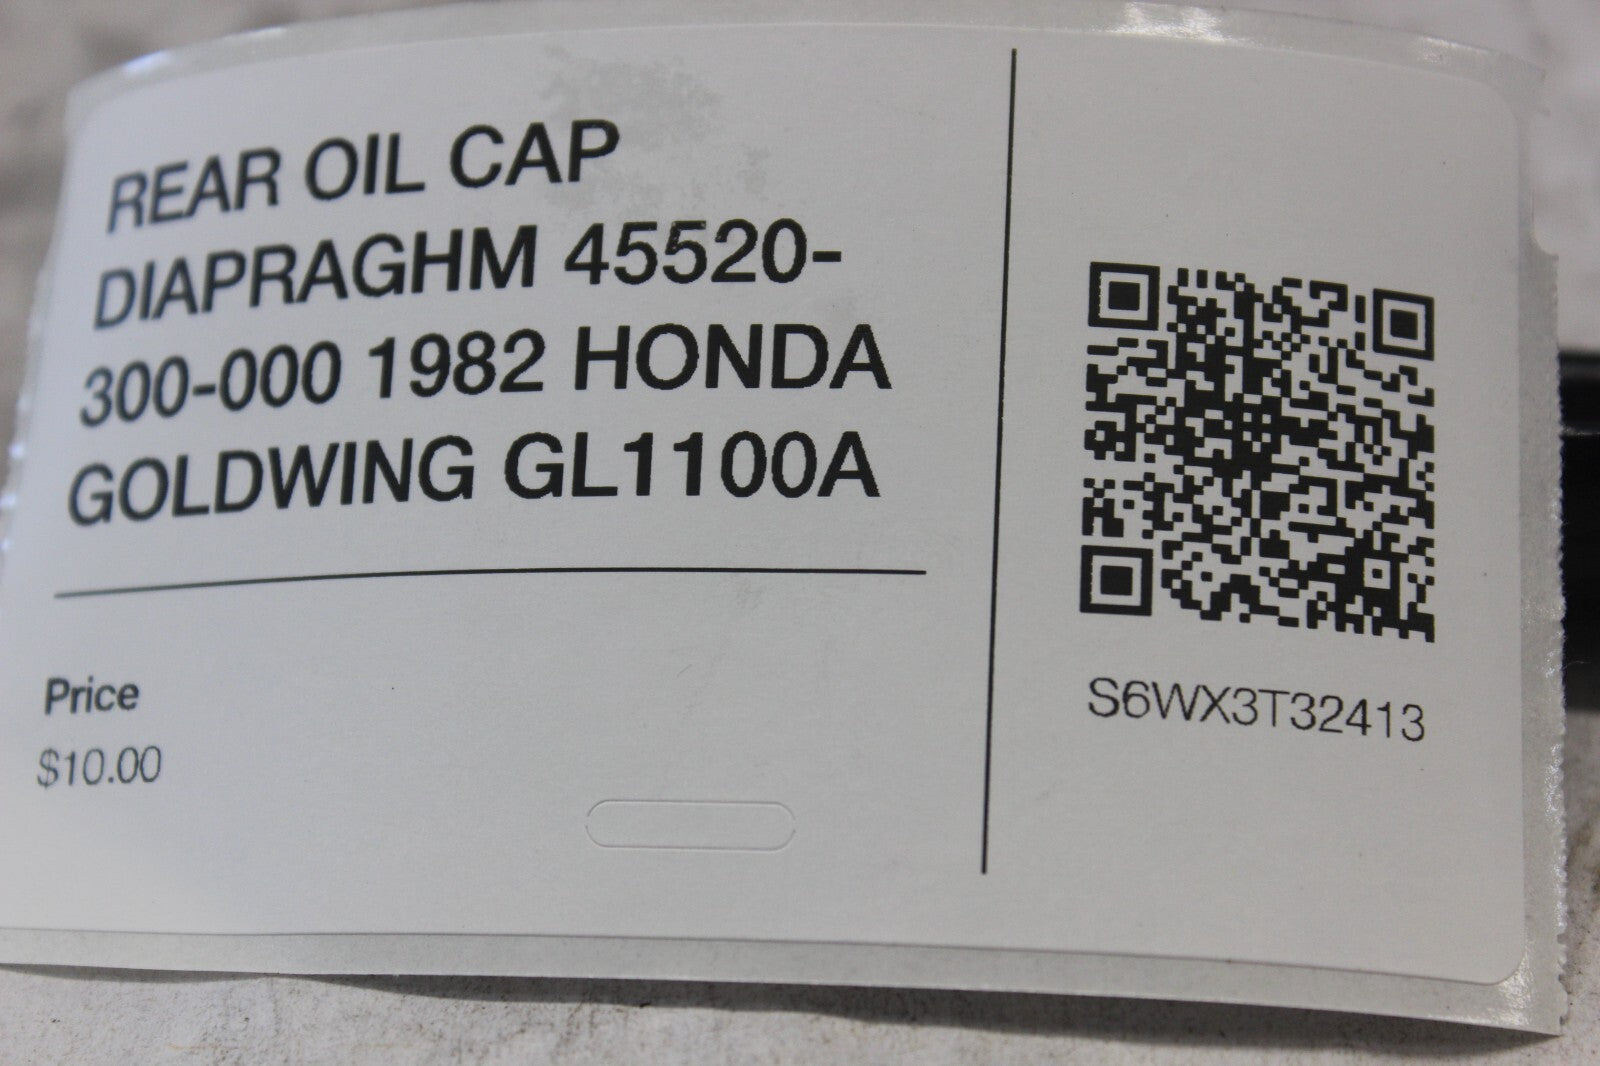 REAR OIL CAP
DIAPRAGHM 45520-
300-000 1982 HONDA
GOLDWING GL1100A
Price
$10.00
S6WX3T32413